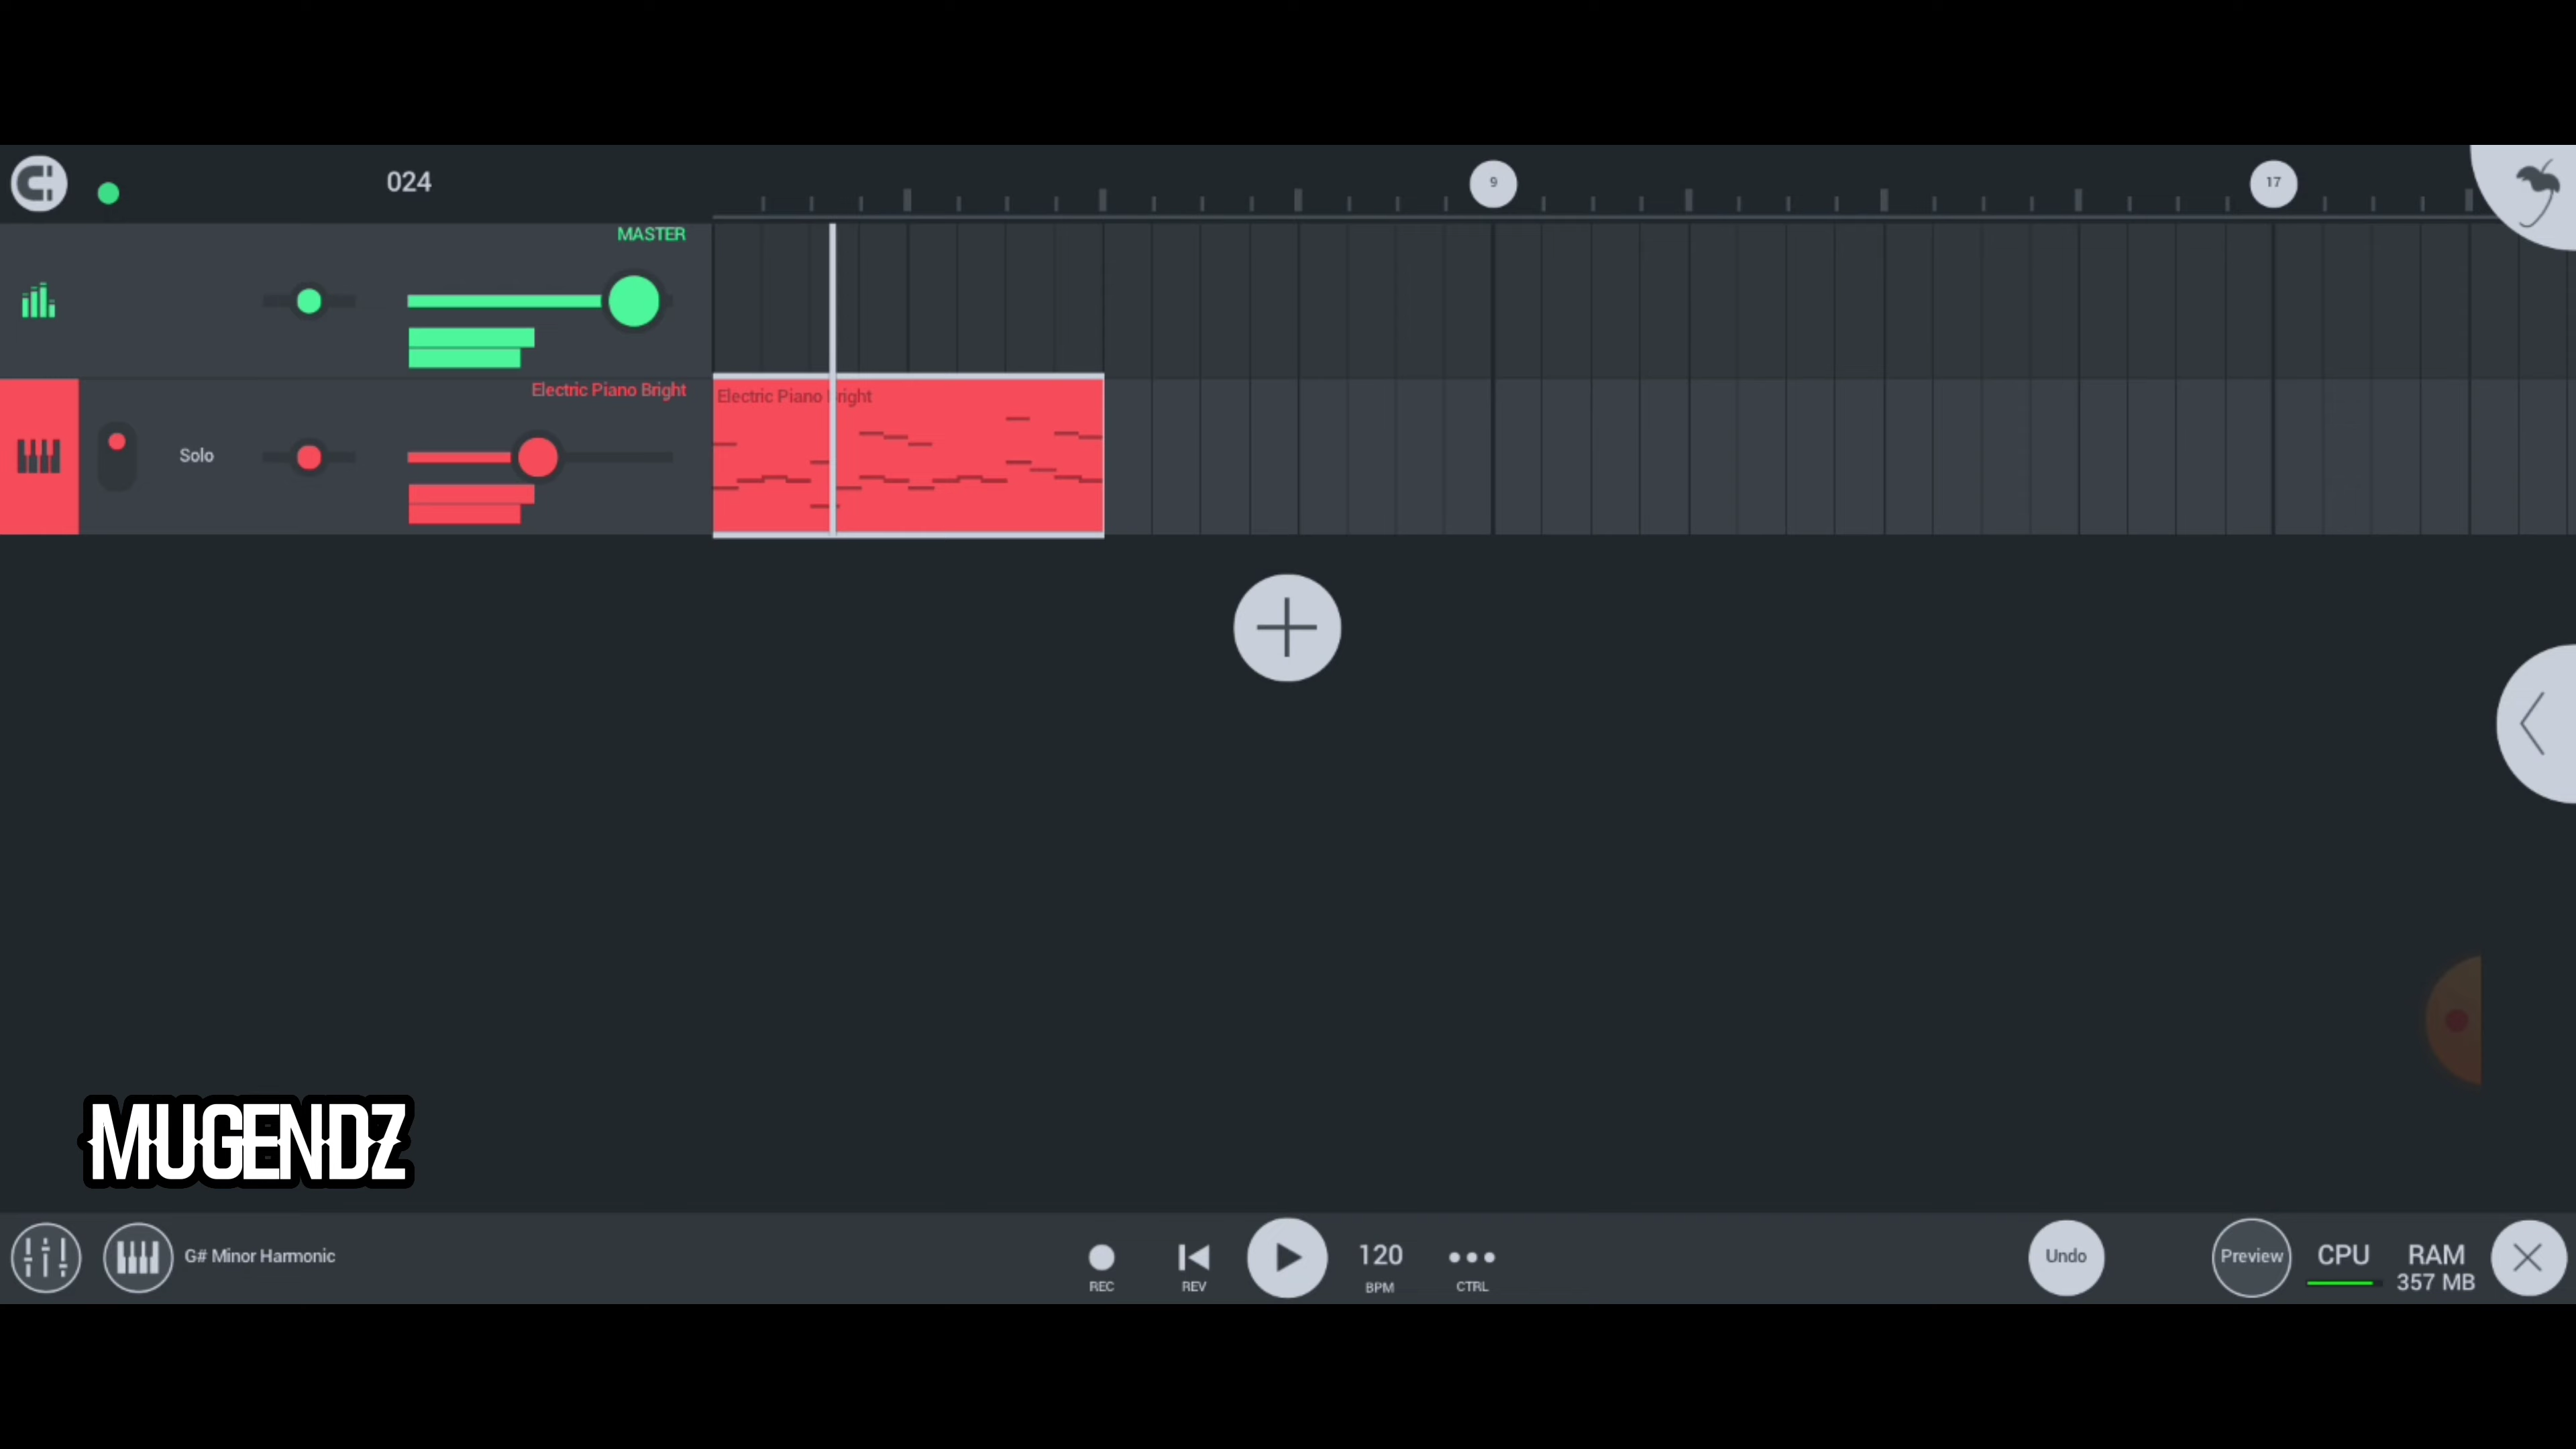 024
9
17
MASTER
Electric Piano Bright
Electric Piano Bright
Solo
MUGENDZ
G# Minor Harmonic
REC
REV
120
BPM
CTRL
Undo
Preview
CPU
RAM
357 MB